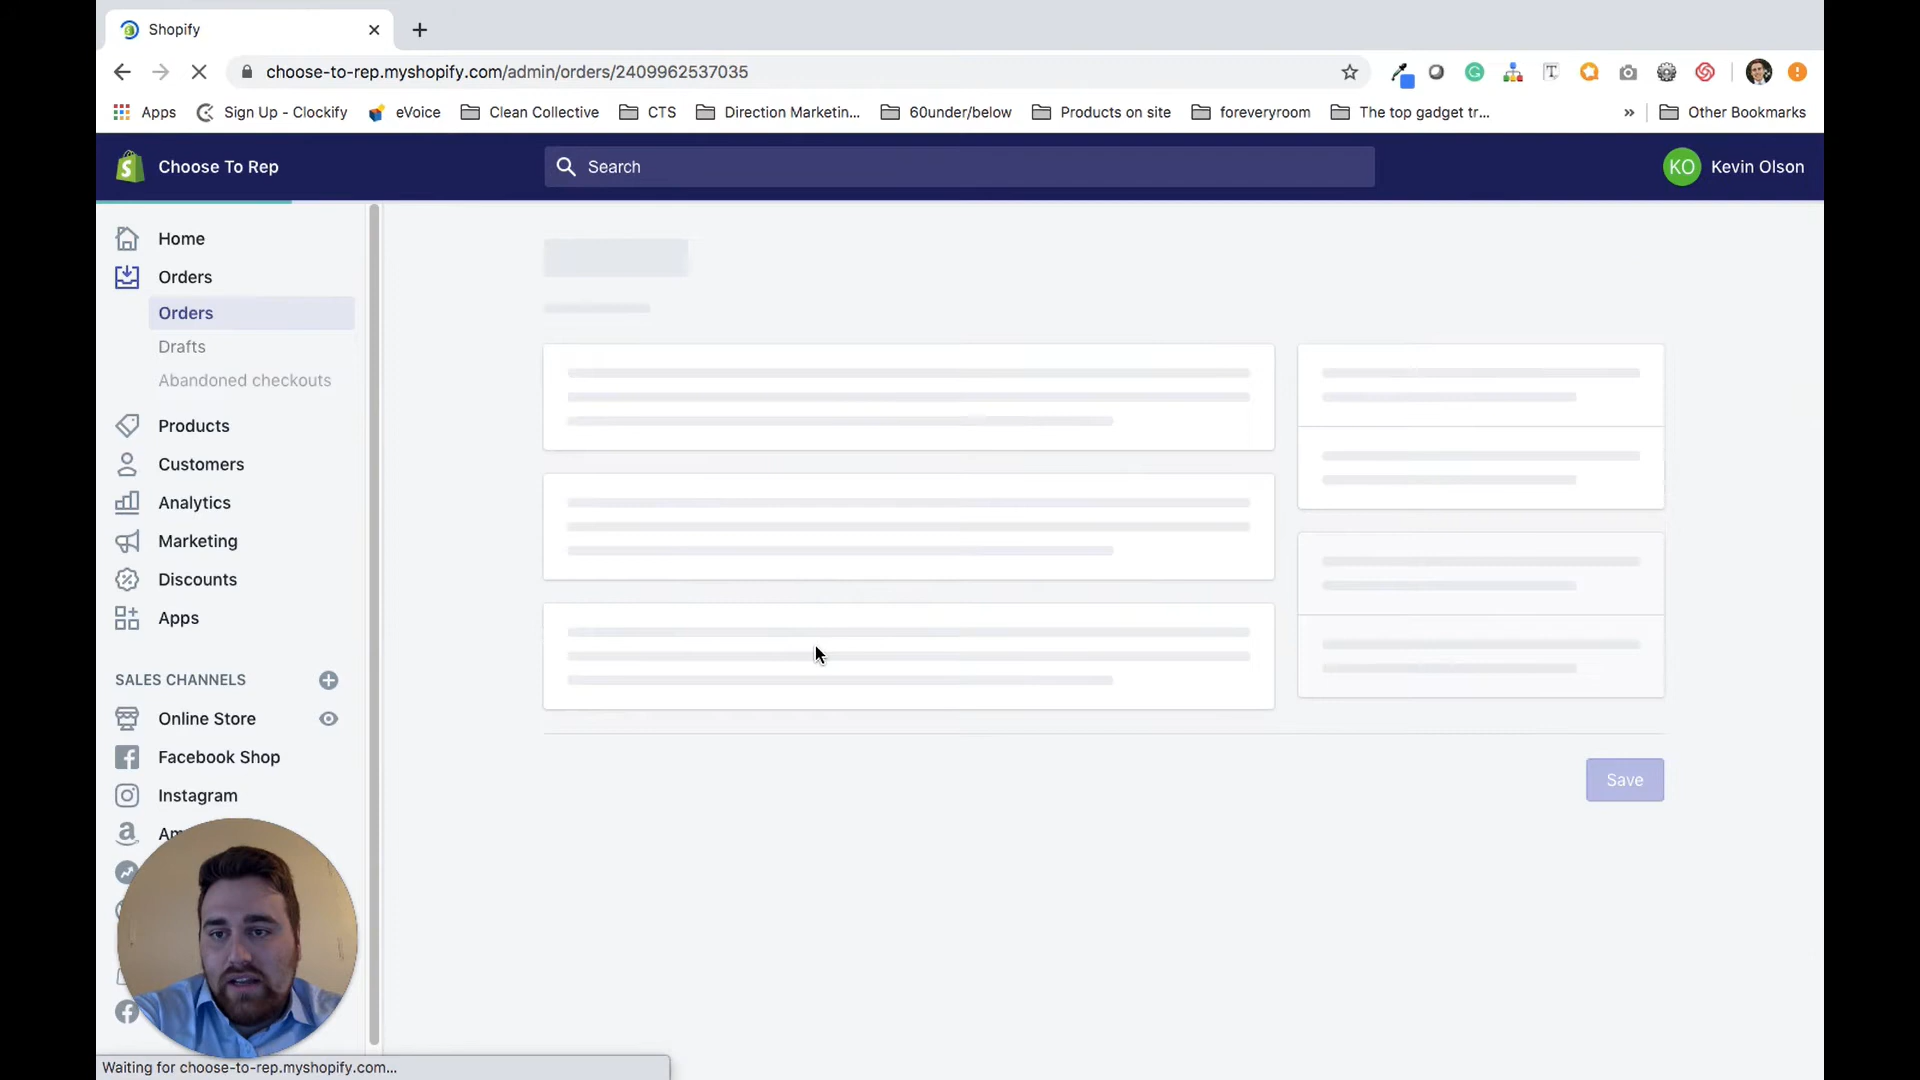 Shopify
choose-to-rep.myshopify.com/admin/orders/2409962537035
Apps
Sign Up - Clockify
eVoice
Clean Collective
CTS
Direction Marketin...
60under/below
Products on site
foreveryroom
The top gadget tr...
»
Other Bookmarks
Choose To Rep
Search
KO
Kevin Olson
Home
Orders
Orders
Drafts
Abandoned checkouts
Products
Customers
Analytics
Marketing
Discounts
Apps
SALES CHANNELS
Online Store
Facebook Shop
Instagram
Save
Waiting for choose-to-rep.myshopify.com...